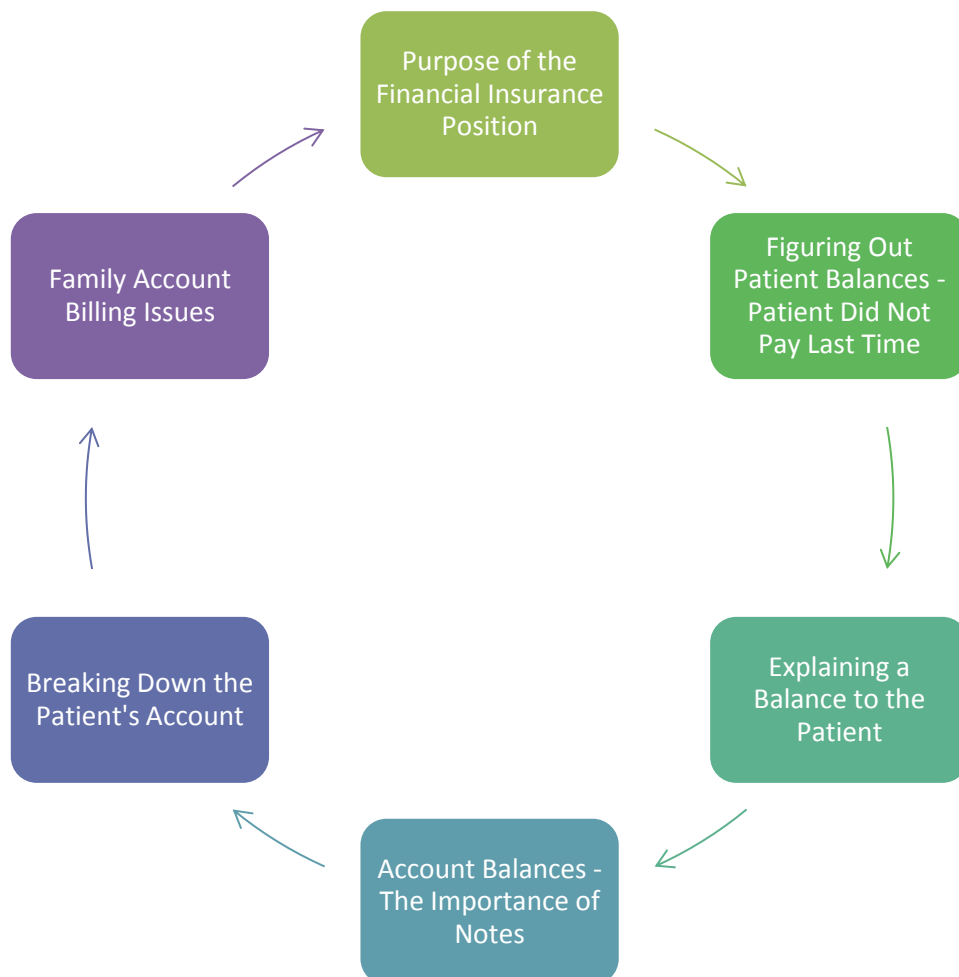 Purpose of the
Financial Insurance
Position
Figuring Out
Patient Balances -
Patient Did Not
Pay Last Time
Explaining a
Balance to the
Patient
Account Balances -
The Importance of
Notes
Breaking Down the
Patient's Account
Family Account
Billing Issues